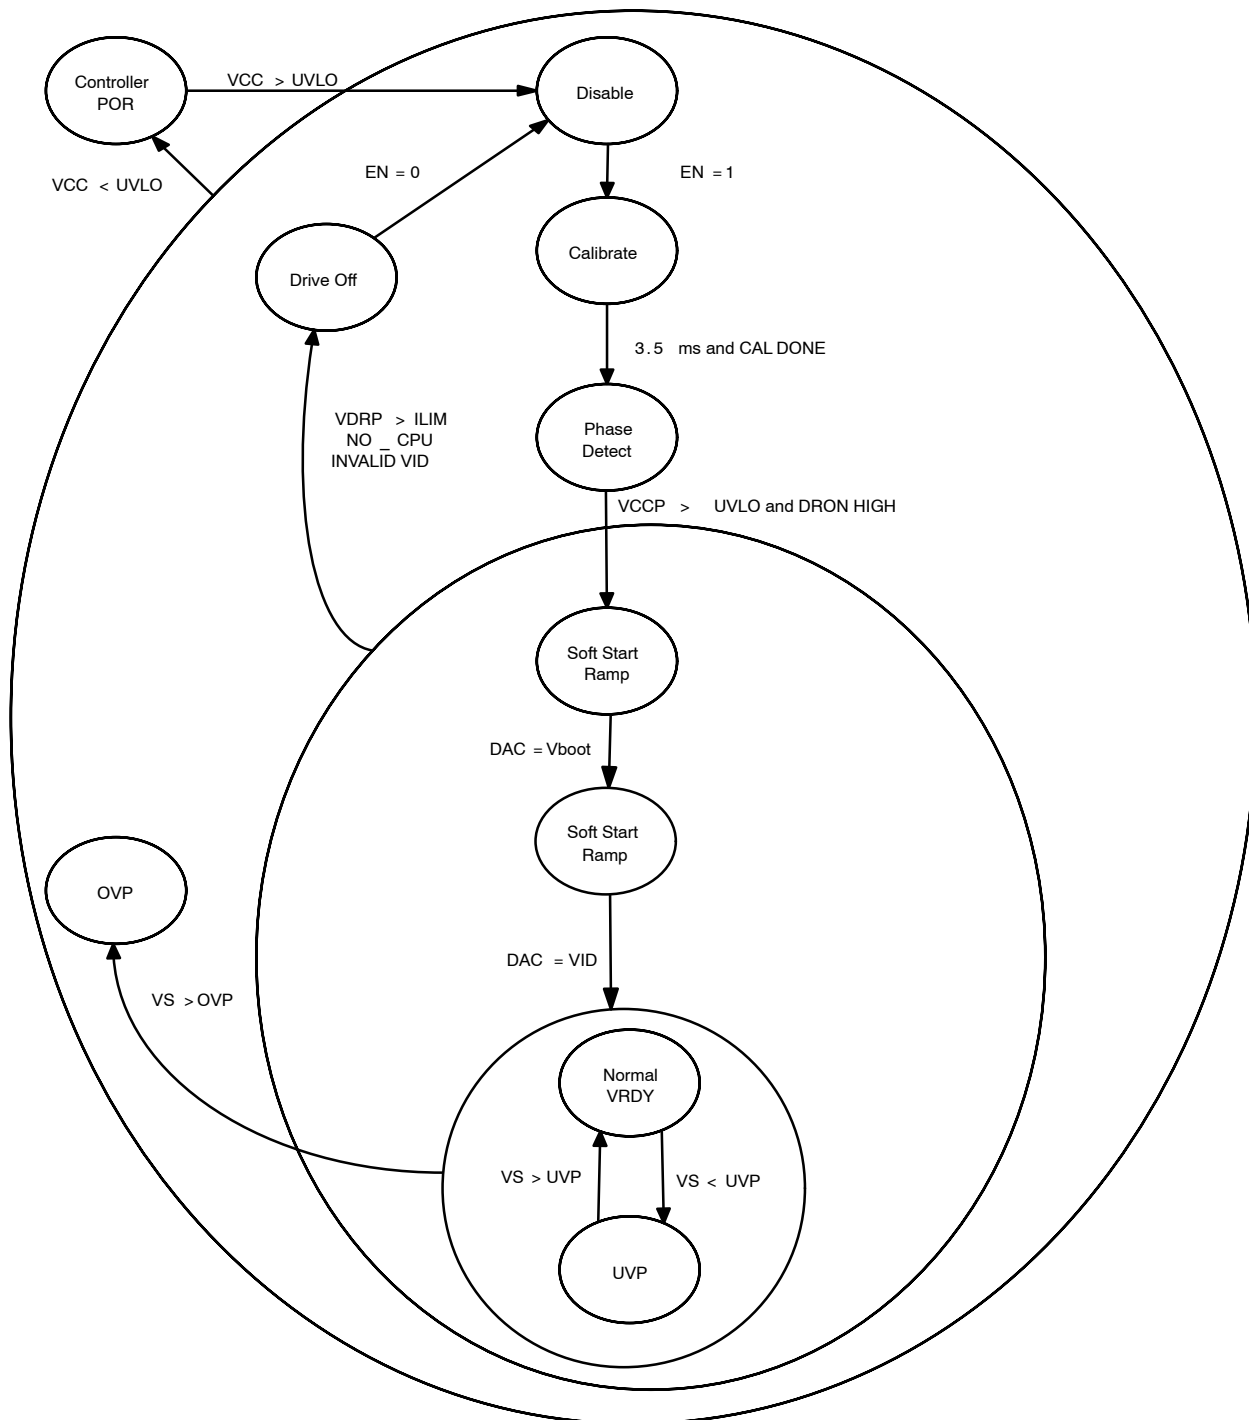 Controller
POR
VCC > UVLO
Disable
VCC < UVLO
EN = 0
EN = 1
Calibrate
Drive Off
3.5 ms and CAL DONE
VDRP > ILIM
NO _ CPU
INVALID VID
Phase
Detect
VCCP > UVLO and DRON HIGH
Soft Start
Ramp
DAC = Vboot
Soft Start
Ramp
OVP
DAC = VID
VS > OVP
Normal
VRDY
VS > UVP
VS < UVP
UVP